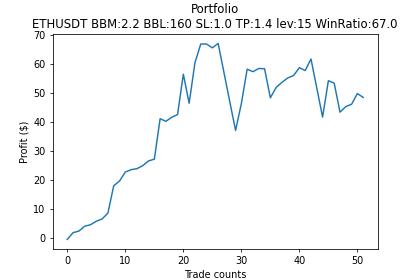 Portfolio
ETHUSDT BBM:2.2 BBL:160 SL:1.0 TP:1.4 lev:15 WinRatio:67.0
70
60
50
40
30
20
10
0
Profit ($)
0 10 20 30 40 50
Trade counts